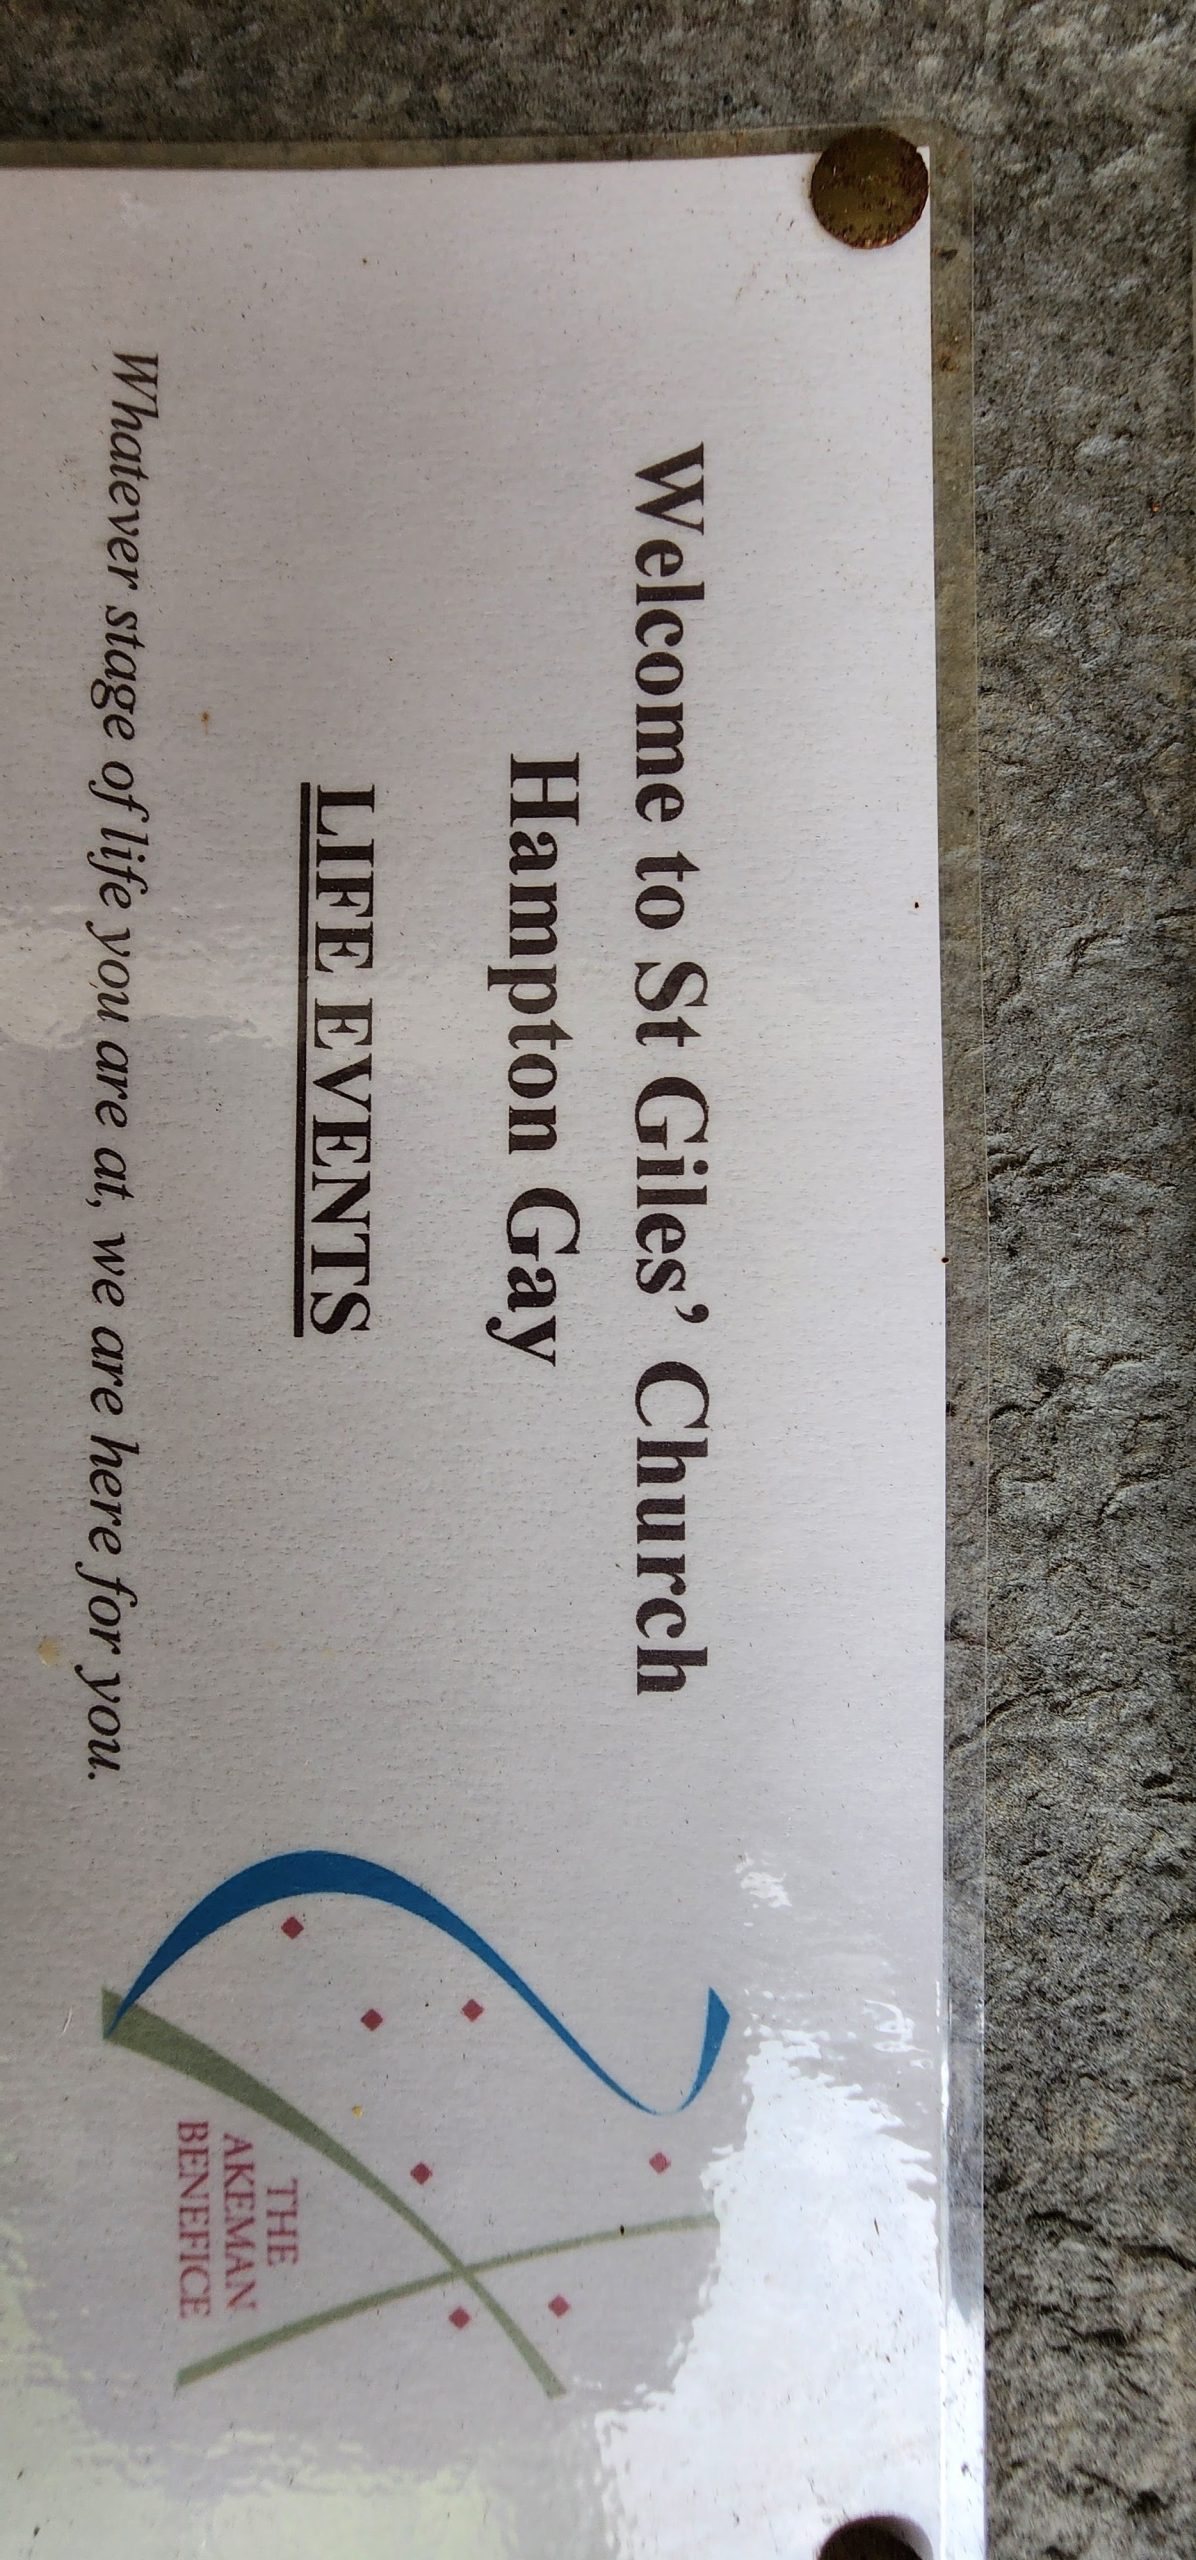 Welcome to St Giles’ Church
Hampton Gay
LIFE EVENTS
Whatever stage of life you are at, we are here for you.
THE
AKEMAN
BENEFICE